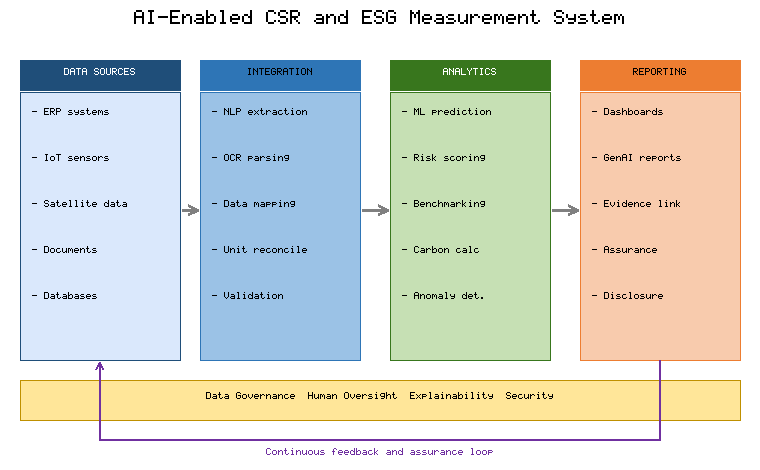 AI-Enabled CSR and ESG Measurement System
DATA SOURCES
- ERP systems
- IoT sensors
- Satellite data
- Documents
- Databases
INTEGRATION
- NLP extraction
- OCR parsing
- Data mapping
- Unit reconcile
- Validation
ANALYTICS
- ML prediction
- Risk scoring
- Benchmarking
- Carbon calc
- Anomaly det.
REPORTING
- Dashboards
- GenAI reports
- Evidence link
- Assurance
- Disclosure
Data Governance Human Oversight Explainability Security
Continuous feedback and assurance loop